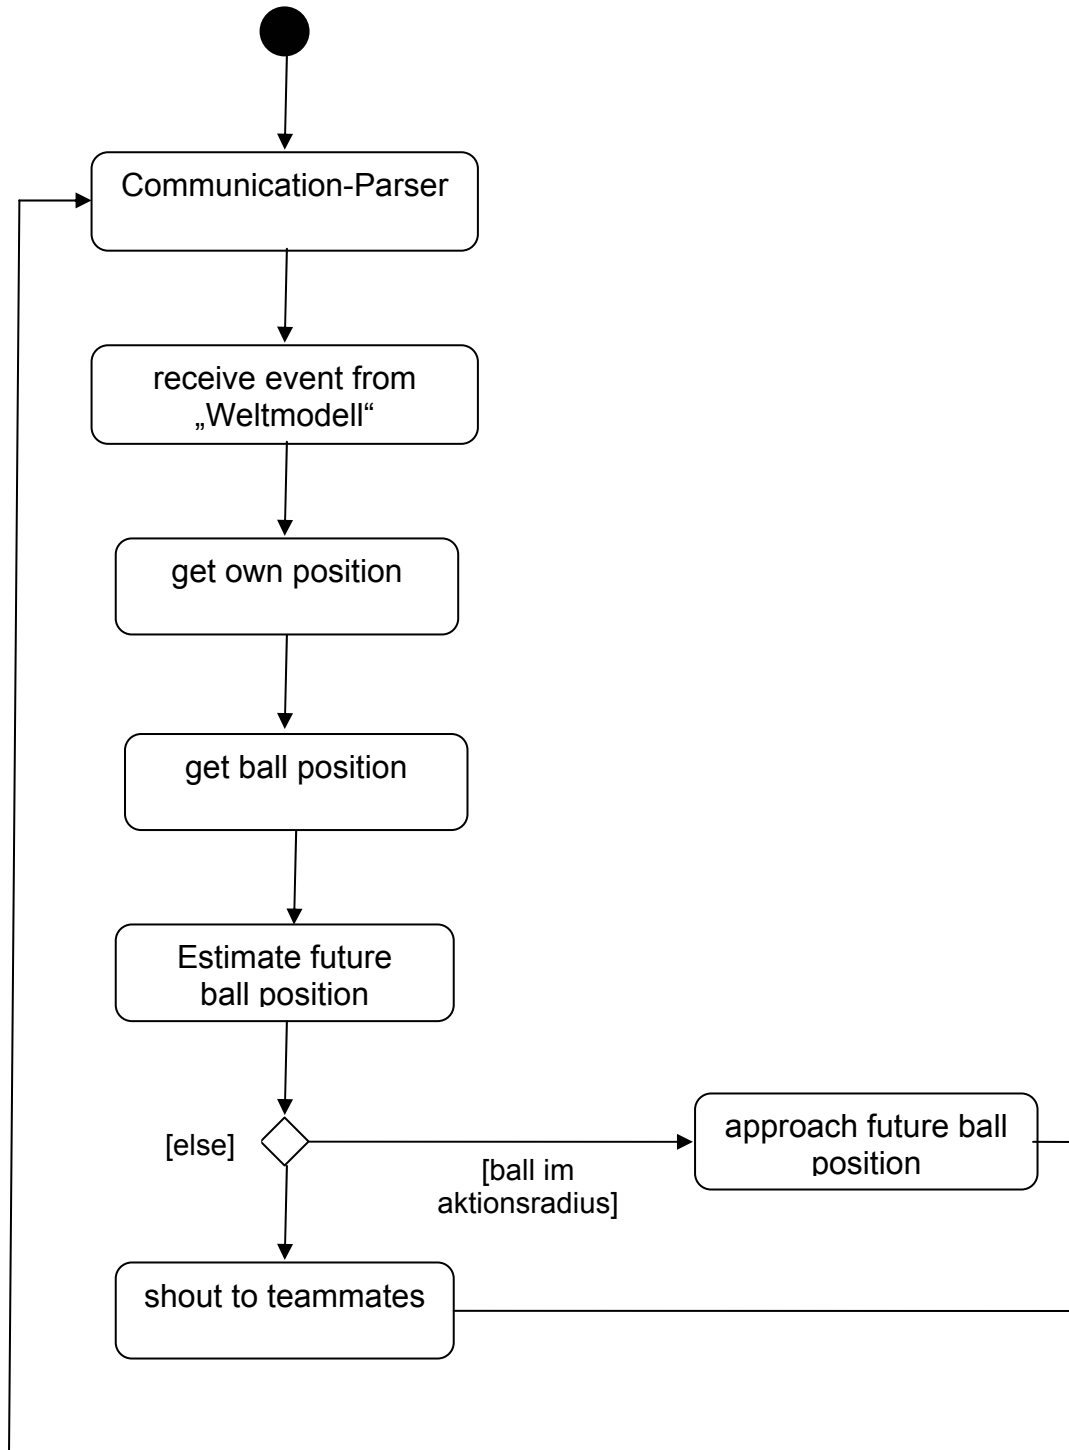 Communication-Parser
receive event from
„Weltmodell“
get own position
get ball position
Estimate future
ball position
[else]
[ball im
aktionsradius]
approach future ball
position
shout to teammates